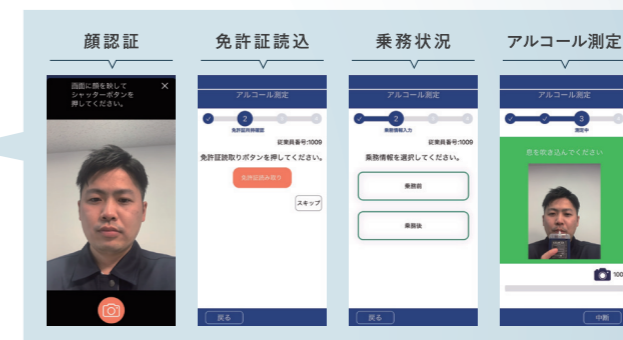 顔認証
画面に顔を映して
シャッターボタンを
押してください。
免許証読込
アルコール測定
2
免許証所持確認
従業員番号:1009
免許証読取りボタンを押してください。
免許証読み取り
スキップ
戻る
乗務状況
アルコール測定
2
乗務情報入力
従業員番号:1009
乗務情報を選択してください。
乗務前
乗務後
戻る
アルコール測定
アルコール測定
3
測定中
息を吹き込んでください
100
中断